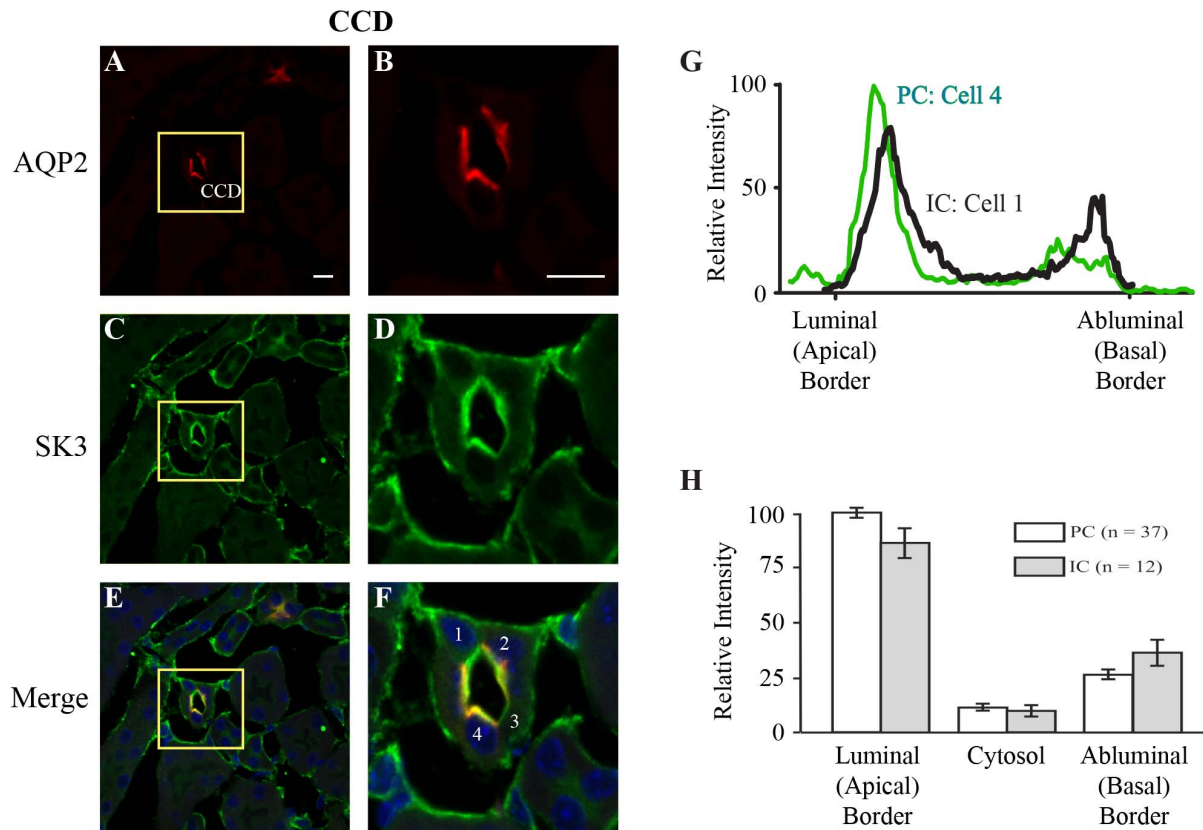 CCD
A
B
AQP2
CCD
C
D
SK3
E
F
Merge
1
2
3
4
G
100
PC: Cell 4
50
IC: Cell 1
0
Relative Intensity
Luminal
(Apical)
Border
Abluminal
(Basal)
Border
H
100
75
50
25
0
Relative Intensity
PC (n = 37)
IC (n = 12)
Luminal
(Apical)
Border
Cytosol
Abluminal
(Basal)
Border